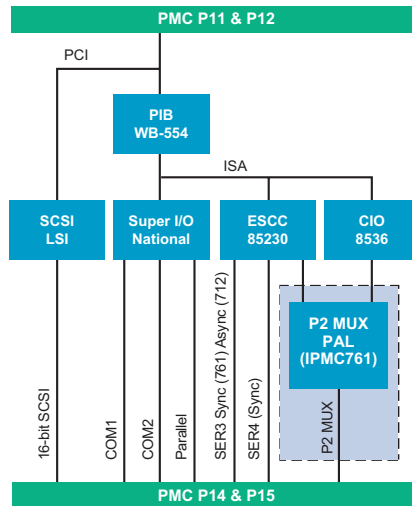 PMC P11 & P12
PCI
PIB
WB-554
ISA
SCSI
LSI
Super I/O
National
ESCC
85230
CIO
8536
P2 MUX
PAL
(IPMC761)
16-bit SCSI
COM1
COM2
Parallel
SER3 Sync (761) Async (712)
SER4 (Sync)
P2 MUX
PMC P14 & P15